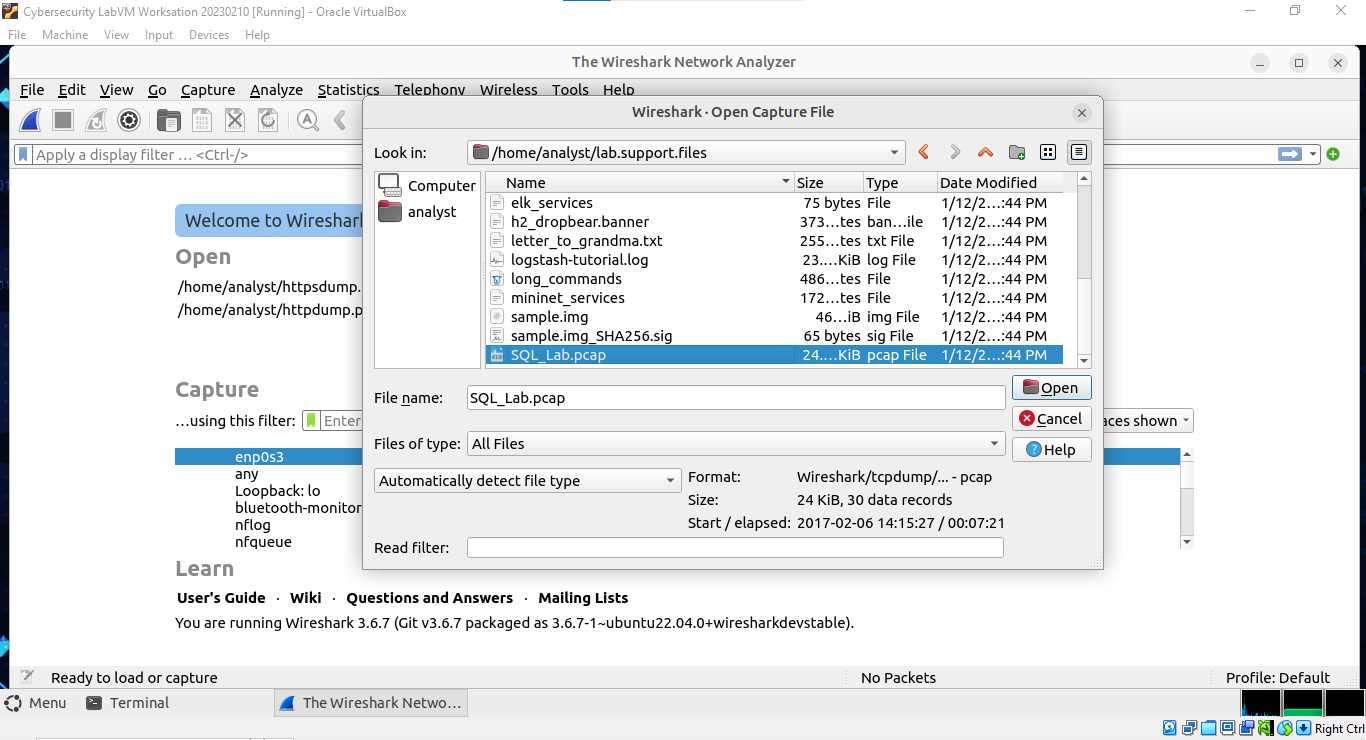 Cybersecurity LabVM Worksation 20230210 [Running] - Oracle VirtualBox
File Machine View Input Devices Help
The Wireshark Network Analyzer
File Edit View Go Capture Analyze Statistics Telephony Wireless Tools Help
Wireshark · Open Capture File
Apply a display filter … <Ctrl-/>
Look in: /home/analyst/lab.support.files
Computer
analyst
Name Size Type Date Modified
elk_services 75 bytes File 1/12/2…:44 PM
h2_dropbear.banner 373…tes ban…ile 1/12/2…:44 PM
letter_to_grandma.txt 255…tes txt File 1/12/2…:44 PM
logstash-tutorial.log 23.…KiB log File 1/12/2…:44 PM
long_commands 486…tes File 1/12/2…:44 PM
mininet_services 172…tes File 1/12/2…:44 PM
sample.img 46…iB img File 1/12/2…:44 PM
sample.img_SHA256.sig 65 bytes sig File 1/12/2…:44 PM
SQL_Lab.pcap 24.…KiB pcap File 1/12/2…:44 PM
File name: SQL_Lab.pcap
Open
Cancel
Files of type: All Files
Help
Automatically detect file type
Format: Wireshark/tcpdump/... - pcap
Size: 24 KiB, 30 data records
Start / elapsed: 2017-02-06 14:15:27 / 00:07:21
Read filter:
Welcome to Wireshar
Open
/home/analyst/httpsdump.
/home/analyst/httpdump.p
Capture
…using this filter: Enter
aces shown
enp0s3
any
Loopback: lo
bluetooth-monitor
nflog
nfqueue
Learn
User's Guide · Wiki · Questions and Answers · Mailing Lists
You are running Wireshark 3.6.7 (Git v3.6.7 packaged as 3.6.7-1~ubuntu22.04.0+wiresharkdevstable).
Ready to load or capture No Packets Profile: Default
Menu Terminal The Wireshark Netwo…
Right Ctrl